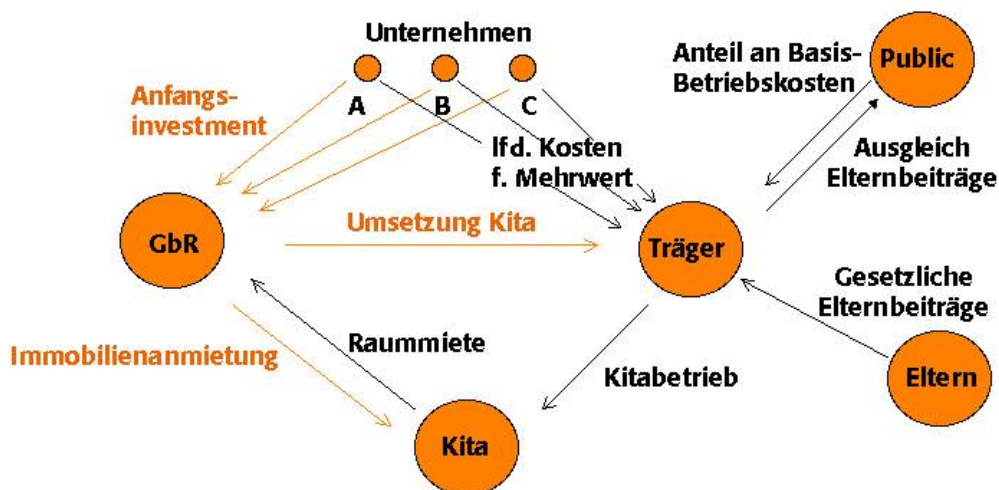 Unternehmen
A
B
C
Anfangs-
investment
Anteil an Basis-
Betriebskosten
Public
lfd. Kosten
f. Mehrwert
Ausgleich
Elternbeiträge
Umsetzung Kita
GbR
Träger
Gesetzliche
Elternbeiträge
Immobilienanmietung
Raummiete
Kitabetrieb
Eltern
Kita